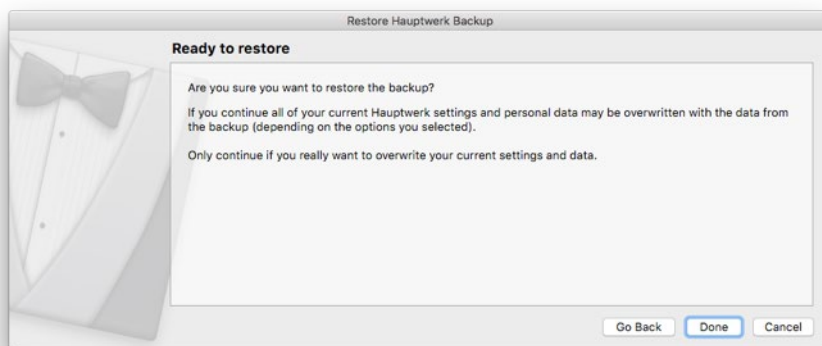 Restore Hauptwerk Backup
Ready to restore
Are you sure you want to restore the backup?
If you continue all of your current Hauptwerk settings and personal data may be overwritten with the data from
the backup (depending on the options you selected).
Only continue if you really want to overwrite your current settings and data.
Go Back Done Cancel